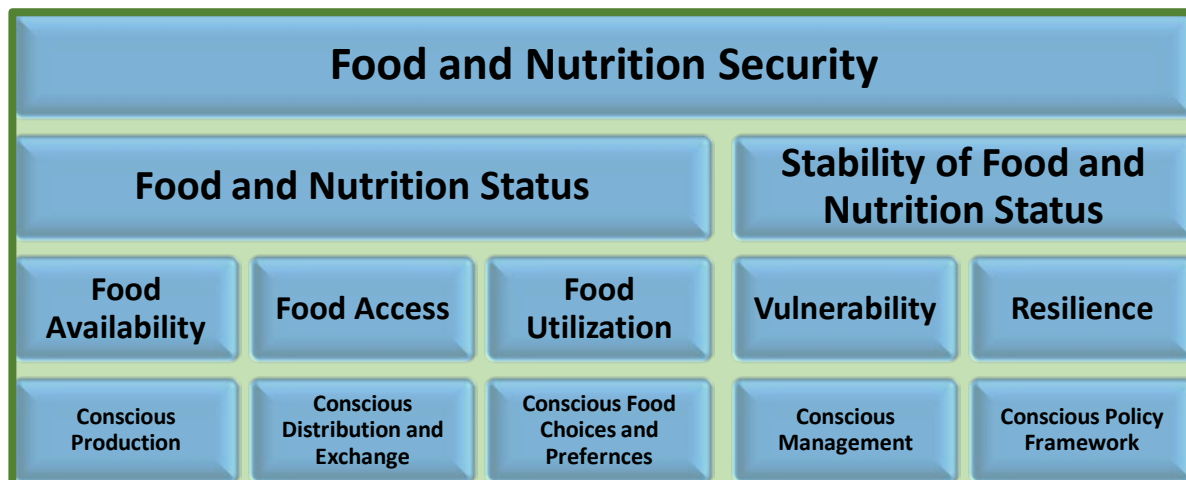 Food and Nutrition Security
Food and Nutrition Status
Stability of Food and
Nutrition Status
Food
Availability
Food Access
Food
Utilization
Vulnerability
Resilience
Conscious
Production
Conscious
Distribution and
Exchange
Conscious Food
Choices and
Prefernces
Conscious
Management
Conscious Policy
Framework